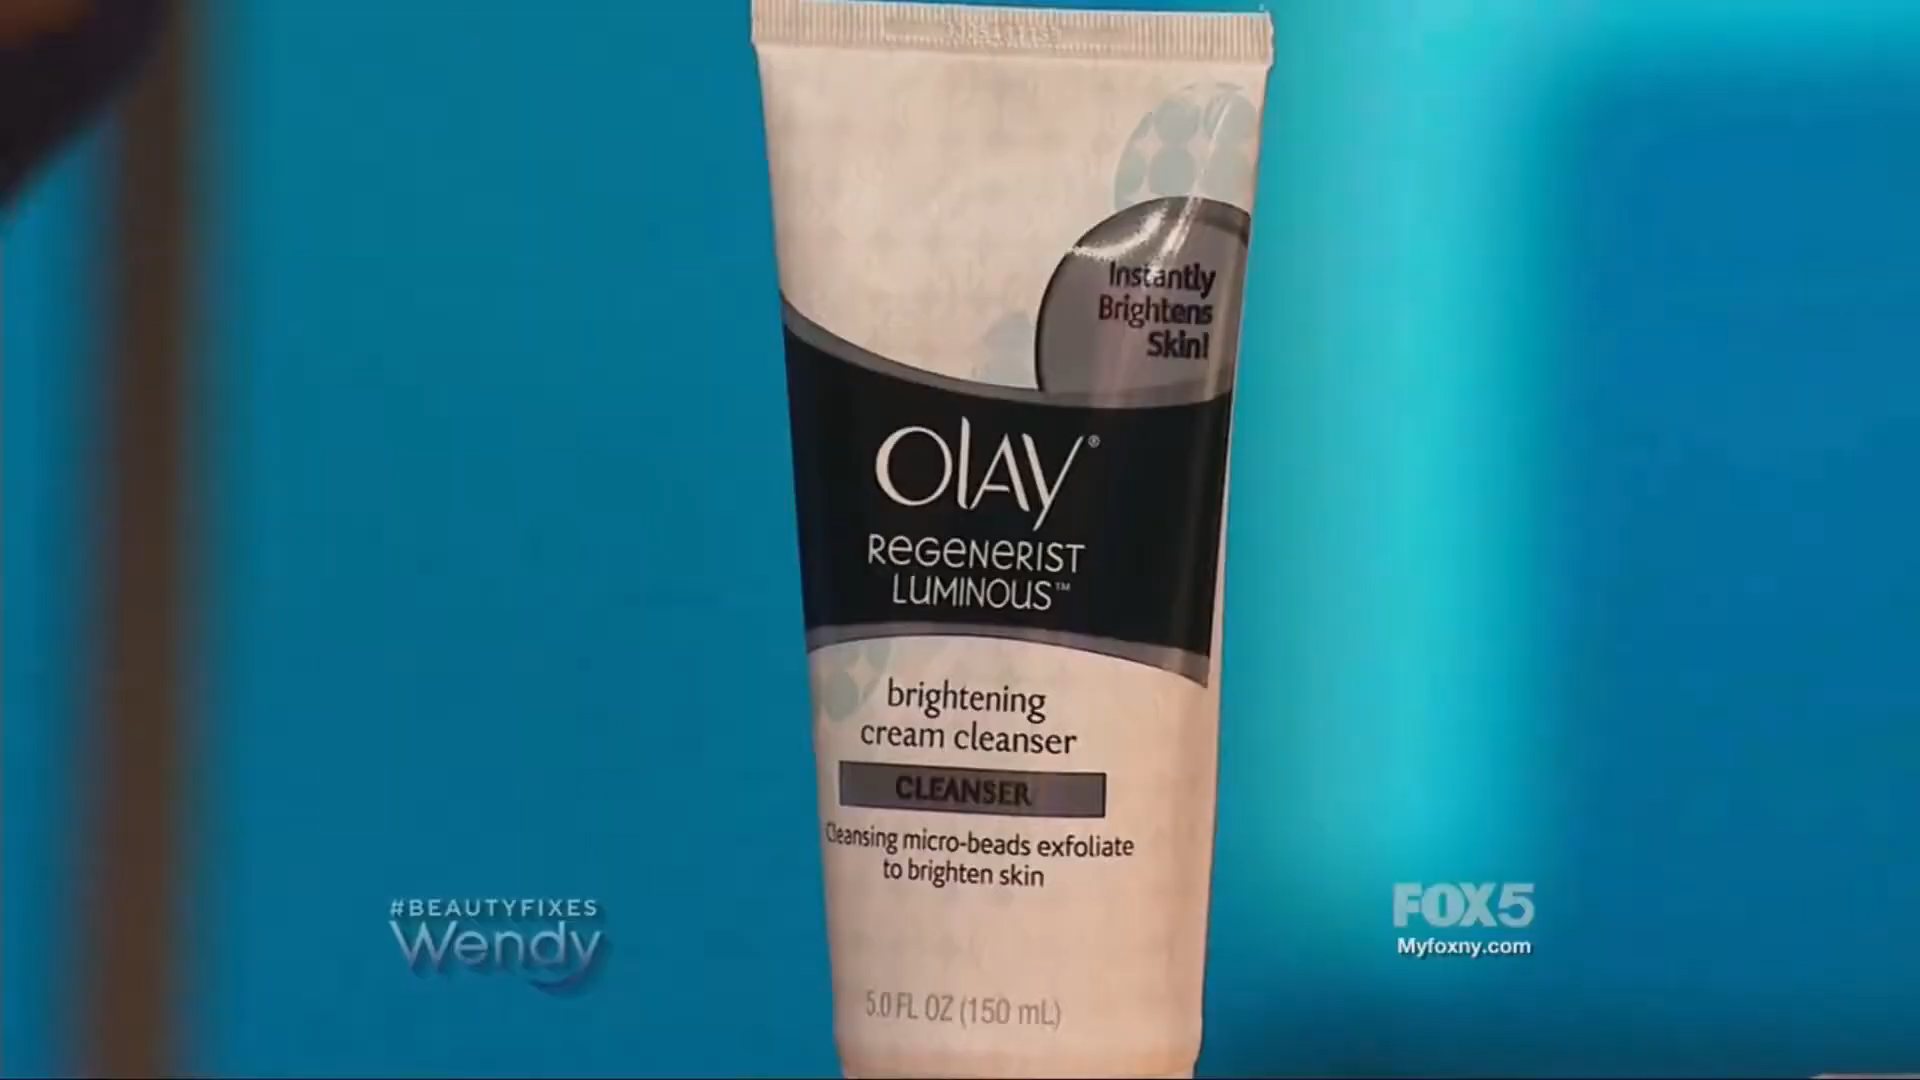 Instantly
Brightens
Skin!
OLAY®
REGENERIST
LUMINOUS™
brightening
cream cleanser
CLEANSER
Cleansing micro-beads exfoliate
to brighten skin
5.0 FL OZ (150 mL)
#BEAUTYFIXES
Wendy
FOX5
Myfoxny.com